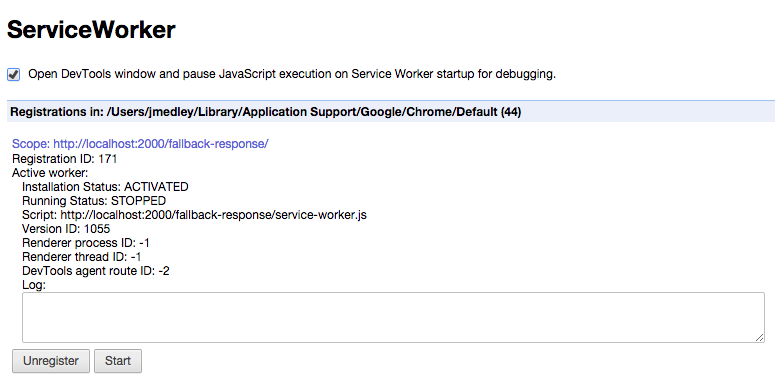 ServiceWorker
Open DevTools window and pause JavaScript execution on Service Worker startup for debugging.
Registrations in: /Users/jmedley/Library/Application Support/Google/Chrome/Default (44)
Scope: http://localhost:2000/fallback-response/
Registration ID: 171
Active worker:
Installation Status: ACTIVATED
Running Status: STOPPED
Script: http://localhost:2000/fallback-response/service-worker.js
Version ID: 1055
Renderer process ID: -1
Renderer thread ID: -1
DevTools agent route ID: -2
Log:
Unregister Start